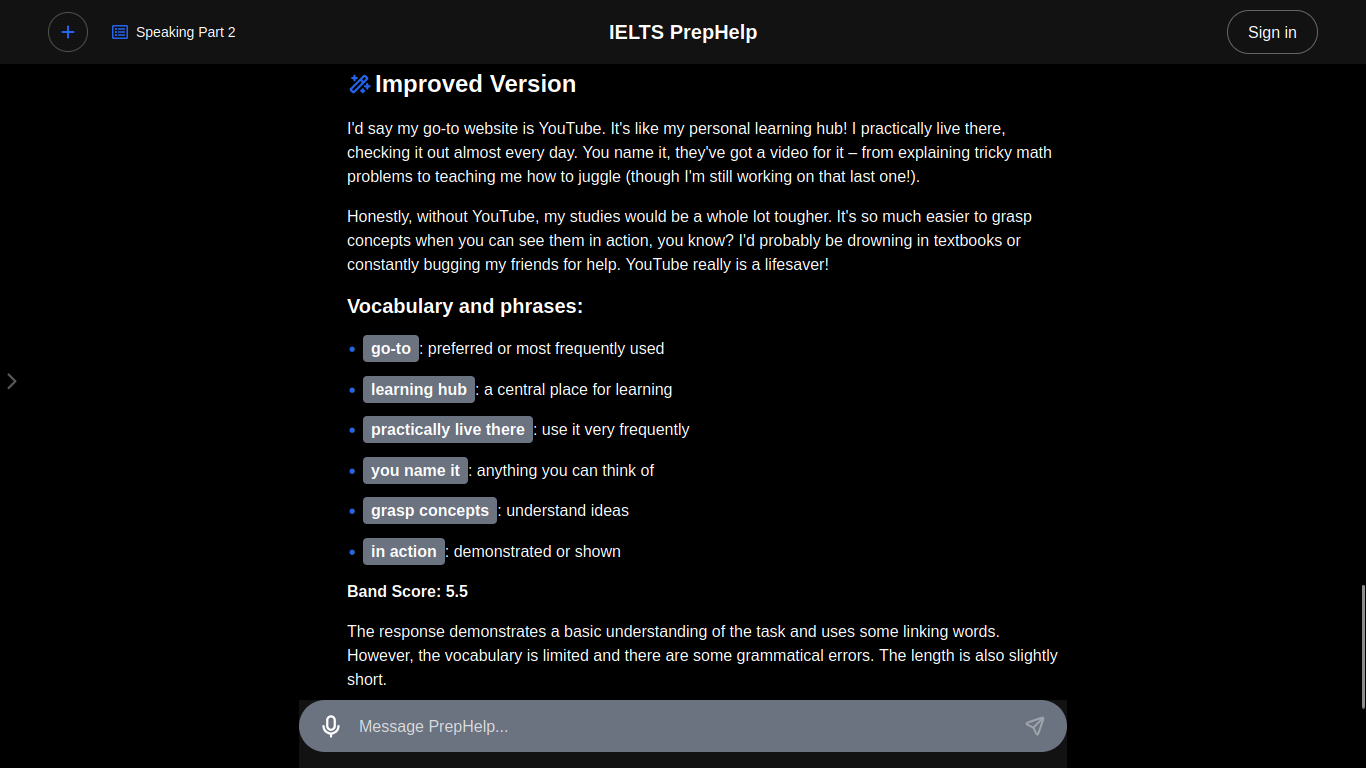 Speaking Part 2
IELTS PrepHelp
Sign in
Improved Version
I'd say my go-to website is YouTube. It's like my personal learning hub! I practically live there,
checking it out almost every day. You name it, they've got a video for it – from explaining tricky math
problems to teaching me how to juggle (though I'm still working on that last one!).
Honestly, without YouTube, my studies would be a whole lot tougher. It's so much easier to grasp
concepts when you can see them in action, you know? I'd probably be drowning in textbooks or
constantly bugging my friends for help. YouTube really is a lifesaver!
Vocabulary and phrases:
• go-to : preferred or most frequently used
• learning hub : a central place for learning
• practically live there : use it very frequently
• you name it : anything you can think of
• grasp concepts : understand ideas
• in action : demonstrated or shown
Band Score: 5.5
The response demonstrates a basic understanding of the task and uses some linking words.
However, the vocabulary is limited and there are some grammatical errors. The length is also slightly
short.
Message PrepHelp...